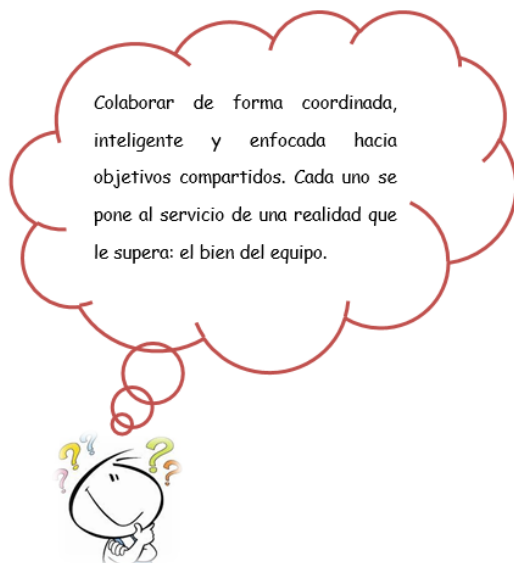 Colaborar de forma coordinada,
inteligente y enfocada hacia
objetivos compartidos. Cada uno se
pone al servicio de una realidad que
le supera: el bien del equipo.